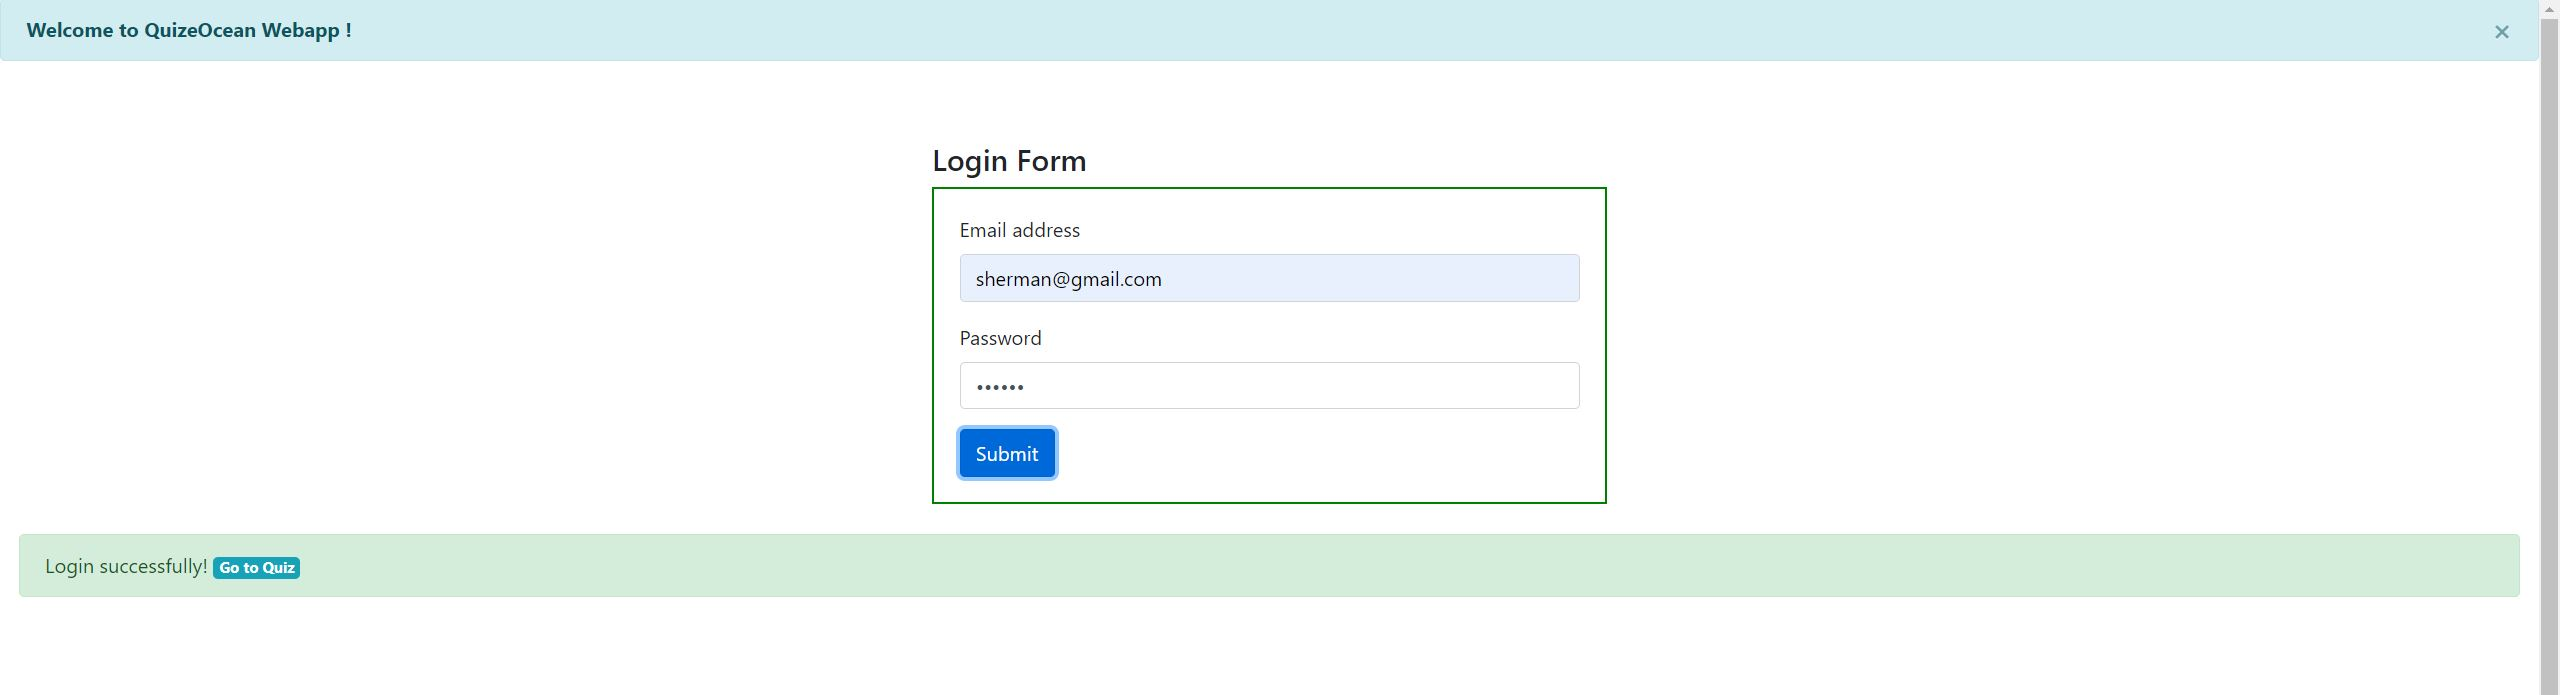 Welcome to QuizeOcean Webapp !
×
Login Form
Email address
sherman@gmail.com
Password
••••••
Submit
Login successfully! Go to Quiz